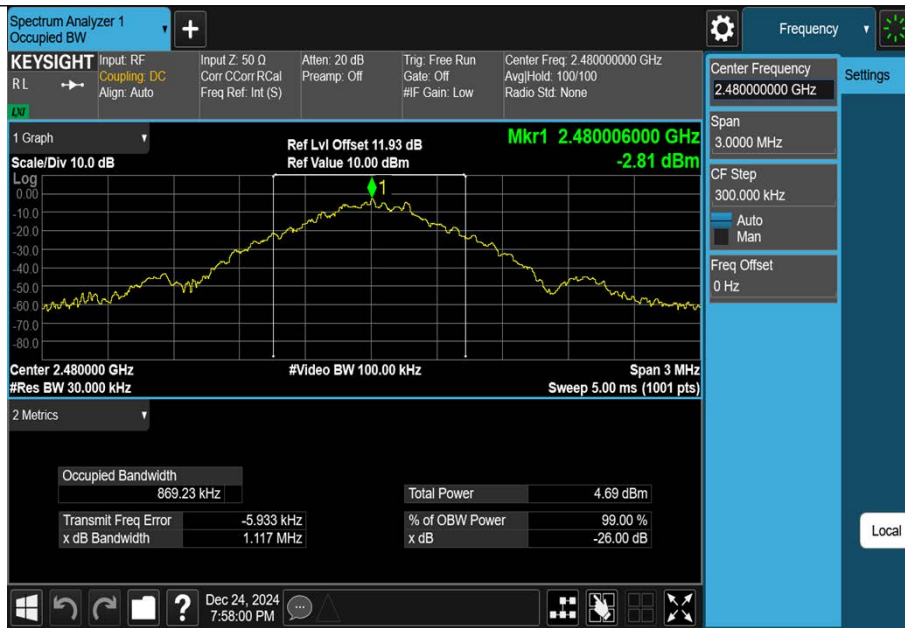 Spectrum Analyzer 1
Occupied BW
Frequency
KEYSIGHT
R L
LXI
Input: RF
Coupling: DC
Align: Auto
Input Z: 50 Ω
Corr CCorr RCal
Freq Ref: Int (S)
Atten: 20 dB
Preamp: Off
Trig: Free Run
Gate: Off
#IF Gain: Low
Center Freq: 2.480000000 GHz
Avg|Hold: 100/100
Radio Std: None
Center Frequency
2.480000000 GHz
Settings
Span
3.0000 MHz
CF Step
300.000 kHz
Auto
Man
Freq Offset
0 Hz
Local
1 Graph
Scale/Div 10.0 dB
Ref Lvl Offset 11.93 dB
Ref Value 10.00 dBm
Mkr1 2.480006000 GHz
-2.81 dBm
Log
0.00
-10.0
-20.0
-30.0
-40.0
-50.0
-60.0
-70.0
-80.0
1
Center 2.480000 GHz
#Video BW 100.00 kHz
Span 3 MHz
#Res BW 30.000 kHz
Sweep 5.00 ms (1001 pts)
2 Metrics
Occupied Bandwidth
869.23 kHz
Total Power 4.69 dBm
Transmit Freq Error -5.933 kHz
% of OBW Power 99.00 %
x dB Bandwidth 1.117 MHz
x dB -26.00 dB
?
Dec 24, 2024
7:58:00 PM